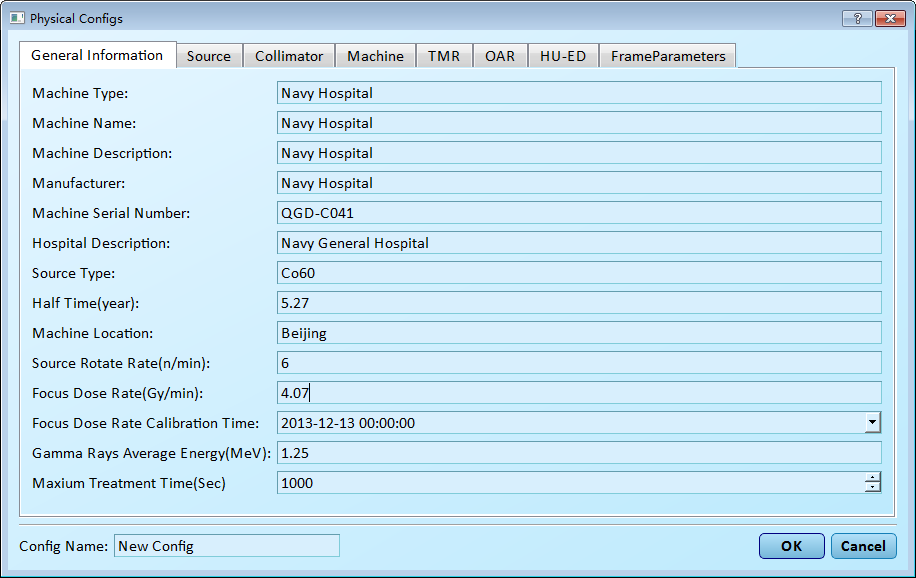 Physical Configs
General Information Source Collimator Machine TMR OAR HU-ED FrameParameters
Machine Type: Navy Hospital
Machine Name: Navy Hospital
Machine Description: Navy Hospital
Manufacturer: Navy Hospital
Machine Serial Number: QGD-C041
Hospital Description: Navy General Hospital
Source Type: Co60
Half Time(year): 5.27
Machine Location: Beijing
Source Rotate Rate(n/min): 6
Focus Dose Rate(Gy/min): 4.07
Focus Dose Rate Calibration Time: 2013-12-13 00:00:00
Gamma Rays Average Energy(MeV): 1.25
Maxium Treatment Time(Sec) 1000
Config Name: New Config OK Cancel